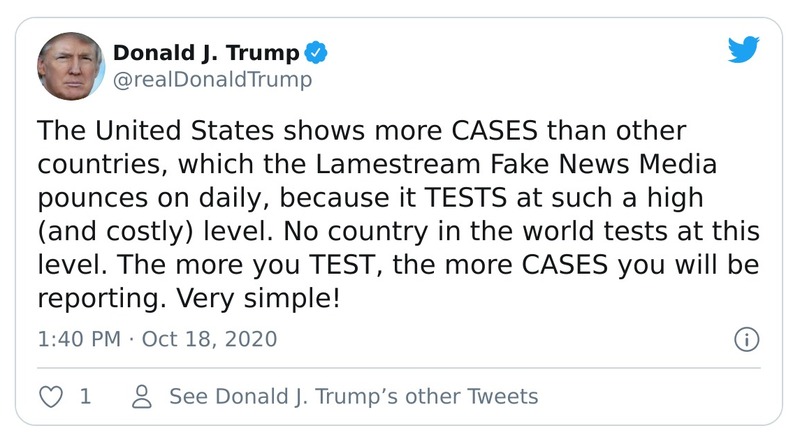 Donald J. Trump
@realDonaldTrump
The United States shows more CASES than other
countries, which the Lamestream Fake News Media
pounces on daily, because it TESTS at such a high
(and costly) level. No country in the world tests at this
level. The more you TEST, the more CASES you will be
reporting. Very simple!
1:40 PM · Oct 18, 2020
1 See Donald J. Trump’s other Tweets